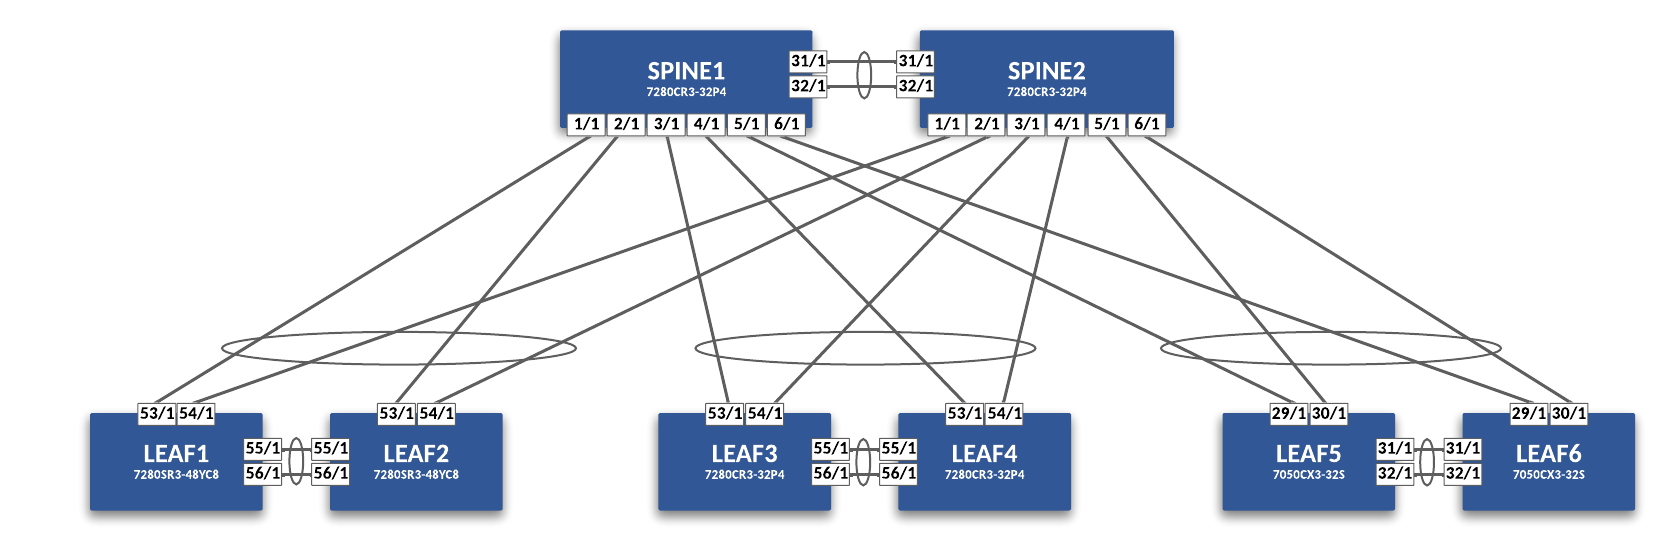 SPINE1
7280CR3-32P4
31/1
32/1
1/1 2/1 3/1 4/1 5/1 6/1
31/1
32/1
SPINE2
7280CR3-32P4
1/1 2/1 3/1 4/1 5/1 6/1
53/1 54/1
LEAF1
7280SR3-48YC8
55/1
56/1
53/1 54/1
55/1
56/1
LEAF2
7280SR3-48YC8
53/1 54/1
LEAF3
7280CR3-32P4
55/1
56/1
53/1 54/1
55/1
56/1
LEAF4
7280CR3-32P4
29/1 30/1
LEAF5
7050CX3-32S
31/1
32/1
29/1 30/1
31/1
32/1
LEAF6
7050CX3-32S